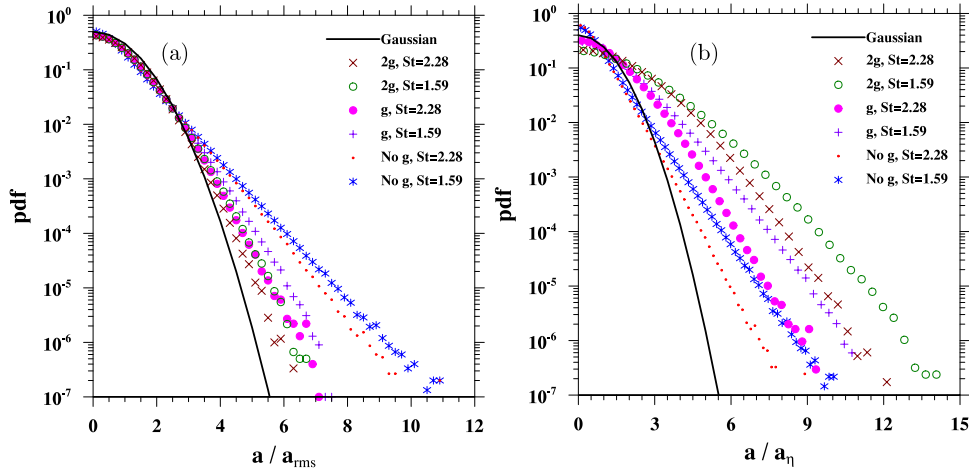 10⁰
10⁻¹
10⁻²
10⁻³
10⁻⁴
10⁻⁵
10⁻⁶
10⁻⁷
pdf
(a)
Gaussian
2g, St=2.28
2g, St=1.59
g, St=2.28
g, St=1.59
No g, St=2.28
No g, St=1.59
0 2 4 6 8 10 12
a / a_rms
10⁰
10⁻¹
10⁻²
10⁻³
10⁻⁴
10⁻⁵
10⁻⁶
10⁻⁷
pdf
(b)
Gaussian
2g, St=2.28
2g, St=1.59
g, St=2.28
g, St=1.59
No g, St=2.28
No g, St=1.59
0 3 6 9 12 15
a / a_η